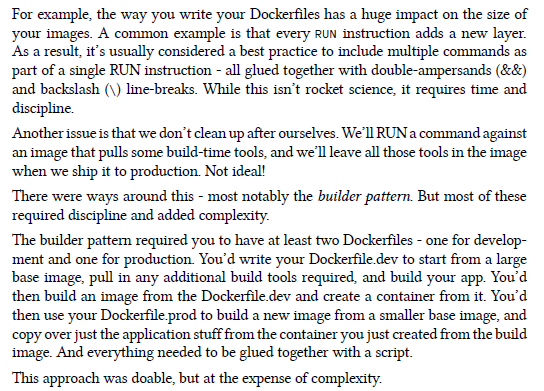 For example, the way you write your Dockerfiles has a huge impact on the size of
your images. A common example is that every RUN instruction adds a new layer.
As a result, it's usually considered a best practice to include multiple commands as
part of a single RUN instruction - all glued together with double-ampersands (&&)
and backslash (\) line-breaks. While this isn't rocket science, it requires time and
discipline.
Another issue is that we don't clean up after ourselves. We'll RUN a command against
an image that pulls some build-time tools, and we'll leave all those tools in the image
when we ship it to production. Not ideal!
There were ways around this - most notably the builder pattern. But most of these
required discipline and added complexity.
The builder pattern required you to have at least two Dockerfiles - one for develop-
ment and one for production. You'd write your Dockerfile.dev to start from a large
base image, pull in any additional build tools required, and build your app. You'd
then build an image from the Dockerfile.dev and create a container from it. You'd
then use your Dockerfile.prod to build a new image from a smaller base image, and
copy over just the application stuff from the container you just created from the build
image. And everything needed to be glued together with a script.
This approach was doable, but at the expense of complexity.